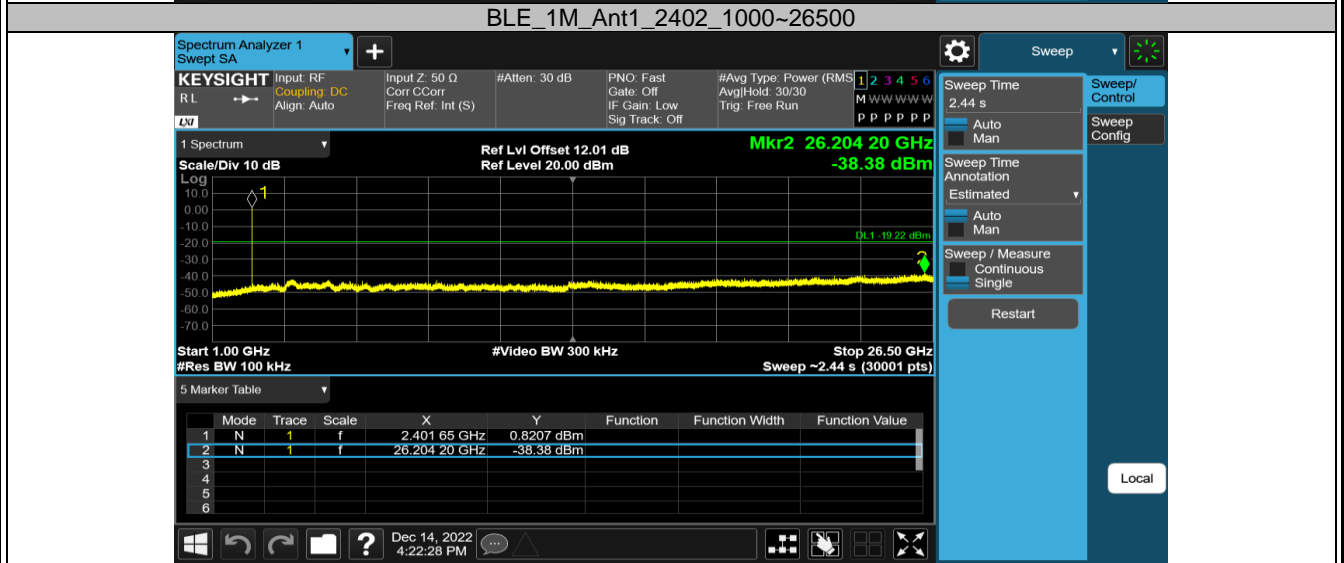 BLE_1M_Ant1_2402_1000~26500
Spectrum Analyzer 1
Swept SA
+
Sweep
KEYSIGHT
RL
LXI
Input: RF
Coupling: DC
Align: Auto
Input Z: 50 Ω
Corr CCorr
Freq Ref: Int (S)
#Atten: 30 dB
PNO: Fast
Gate: Off
IF Gain: Low
Sig Track: Off
#Avg Type: Power (RMS
Avg|Hold: 30/30
Trig: Free Run
1 2 3 4 5 6
M W W W W W
P P P P P P
1 Spectrum
Scale/Div 10 dB
Ref Lvl Offset 12.01 dB
Ref Level 20.00 dBm
Mkr2 26.204 20 GHz
-38.38 dBm
Log
10.0
0.00
-10.0
-20.0
-30.0
-40.0
-50.0
-60.0
-70.0
1
DL1 -19.22 dBm
2
Start 1.00 GHz
#Video BW 300 kHz
Stop 26.50 GHz
#Res BW 100 kHz
Sweep ~2.44 s (30001 pts)
5 Marker Table
Mode Trace Scale X Y Function Function Width Function Value
1 N 1 f 2.401 65 GHz 0.8207 dBm
2 N 1 f 26.204 20 GHz -38.38 dBm
3
4
5
6
Sweep Time
2.44 s
Auto
Man
Sweep Time
Annotation
Estimated
Auto
Man
Sweep / Measure
Continuous
Single
Restart
Sweep/
Control
Sweep
Config
Local
?
Dec 14, 2022
4:22:28 PM